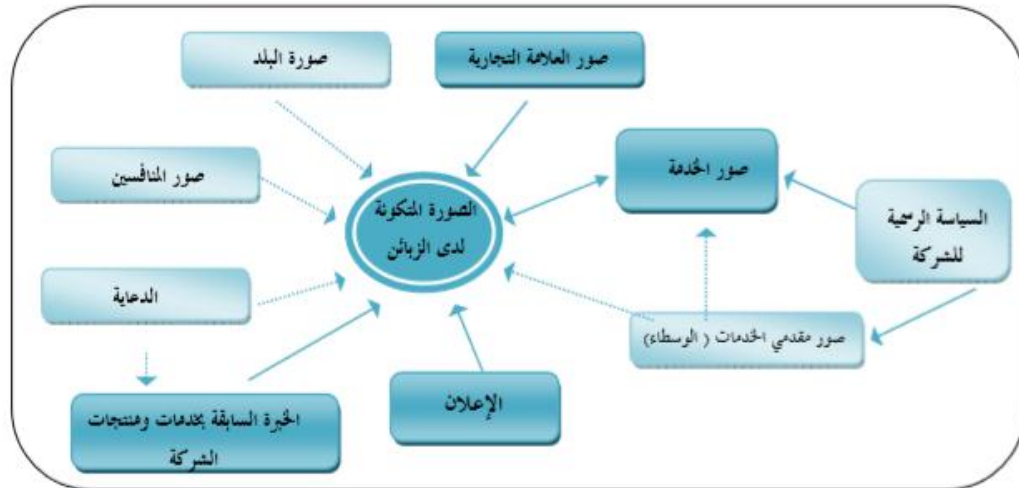 صورة البلد
صور العلامة التجارية
صور المنافسين
صور الخدمة
الصورة المتكونة
لدى الزبائن
السياسة الرسمية
للشركة
الدعاية
صور مقدمي الخدمات ( الوسطاء)
الإعلان
الخبرة السابقة بخدمات ومنتجات
الشركة